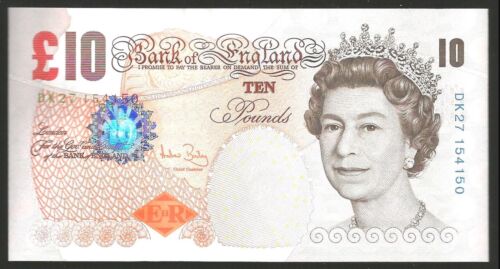 £10
Bank of England
I PROMISE TO PAY THE BEARER ON DEMAND THE SUM OF
TEN
Pounds
10
DK27 154150
London
For the Gov.r and Comp.a
of the BANK of ENGLAND
Andrew Bailey
Chief Cashier
E R
DK27 154150